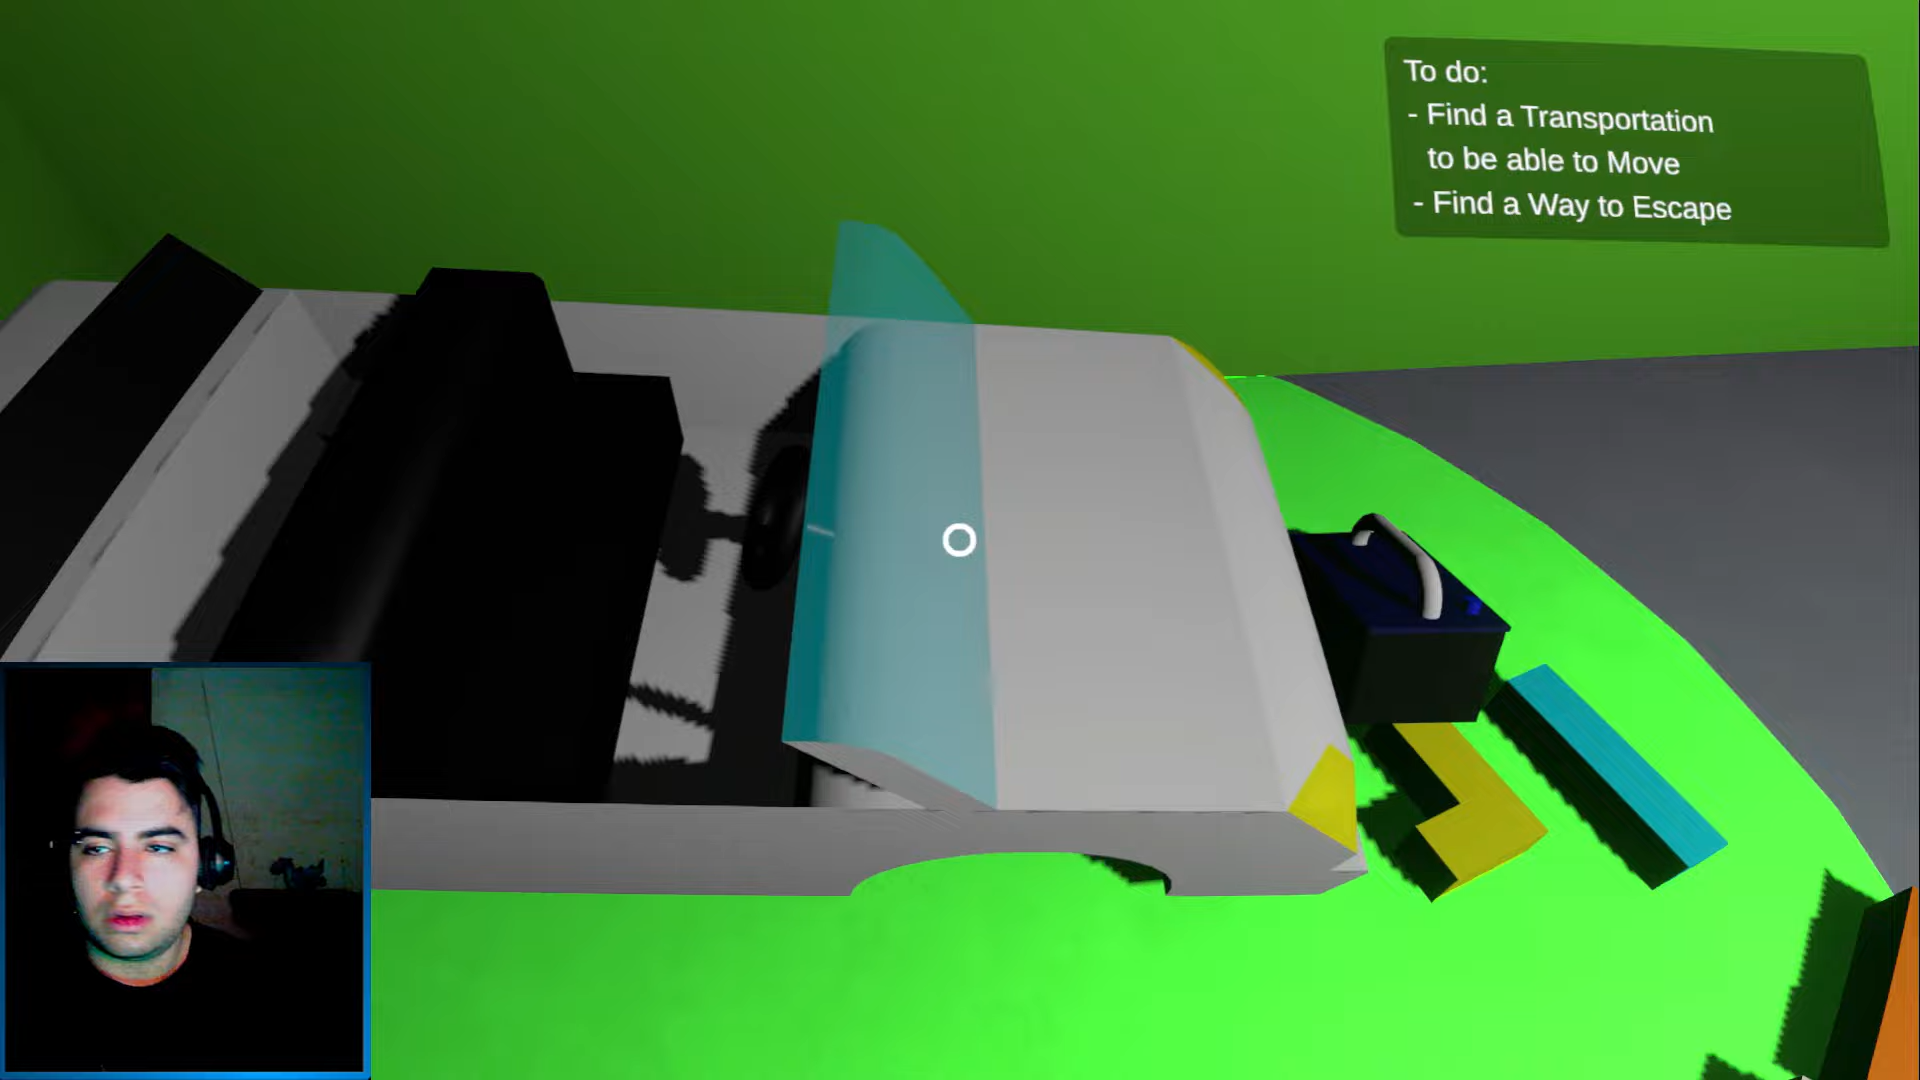 To do:
- Find a Transportation
to be able to Move
- Find a Way to Escape